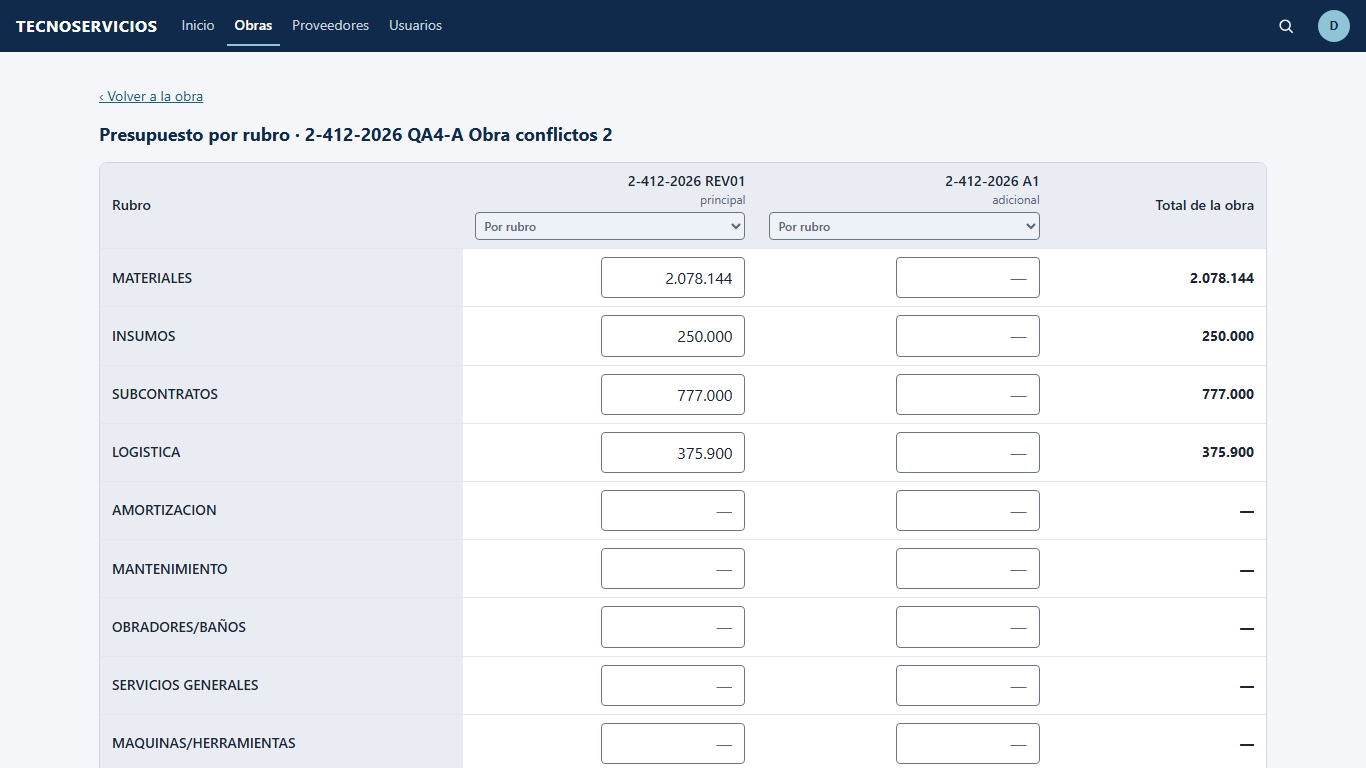 TECNOSERVICIOS Inicio Obras Proveedores Usuarios D
‹ Volver a la obra
Presupuesto por rubro · 2-412-2026 QA4-A Obra conflictos 2
Rubro
2-412-2026 REV01
principal
Por rubro
2-412-2026 A1
adicional
Por rubro
Total de la obra
MATERIALES 2.078.144 — 2.078.144
INSUMOS 250.000 — 250.000
SUBCONTRATOS 777.000 — 777.000
LOGISTICA 375.900 — 375.900
AMORTIZACION — — —
MANTENIMIENTO — — —
OBRADORES/BAÑOS — — —
SERVICIOS GENERALES — — —
MAQUINAS/HERRAMIENTAS — — —